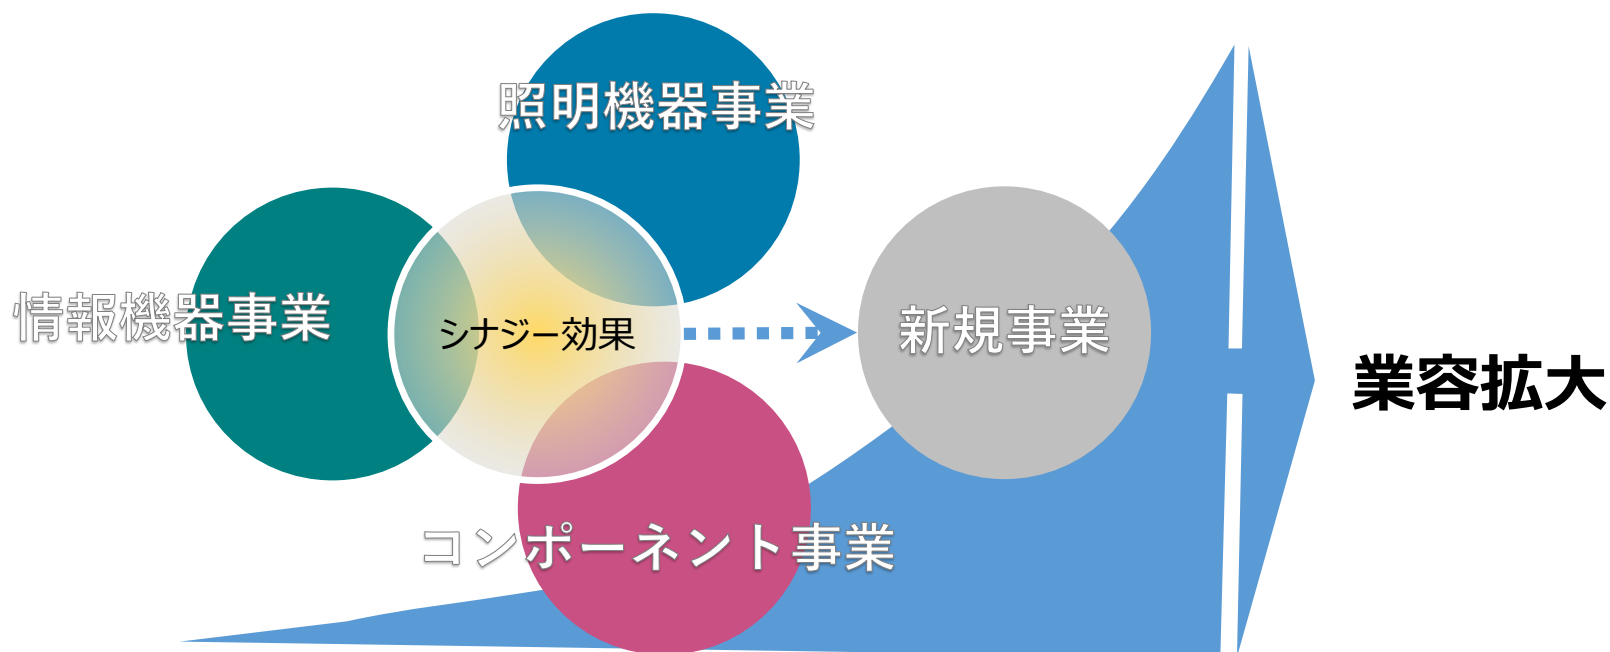 照明機器事業
情報機器事業
シナジー効果
新規事業
コンポーネント事業
業容拡大